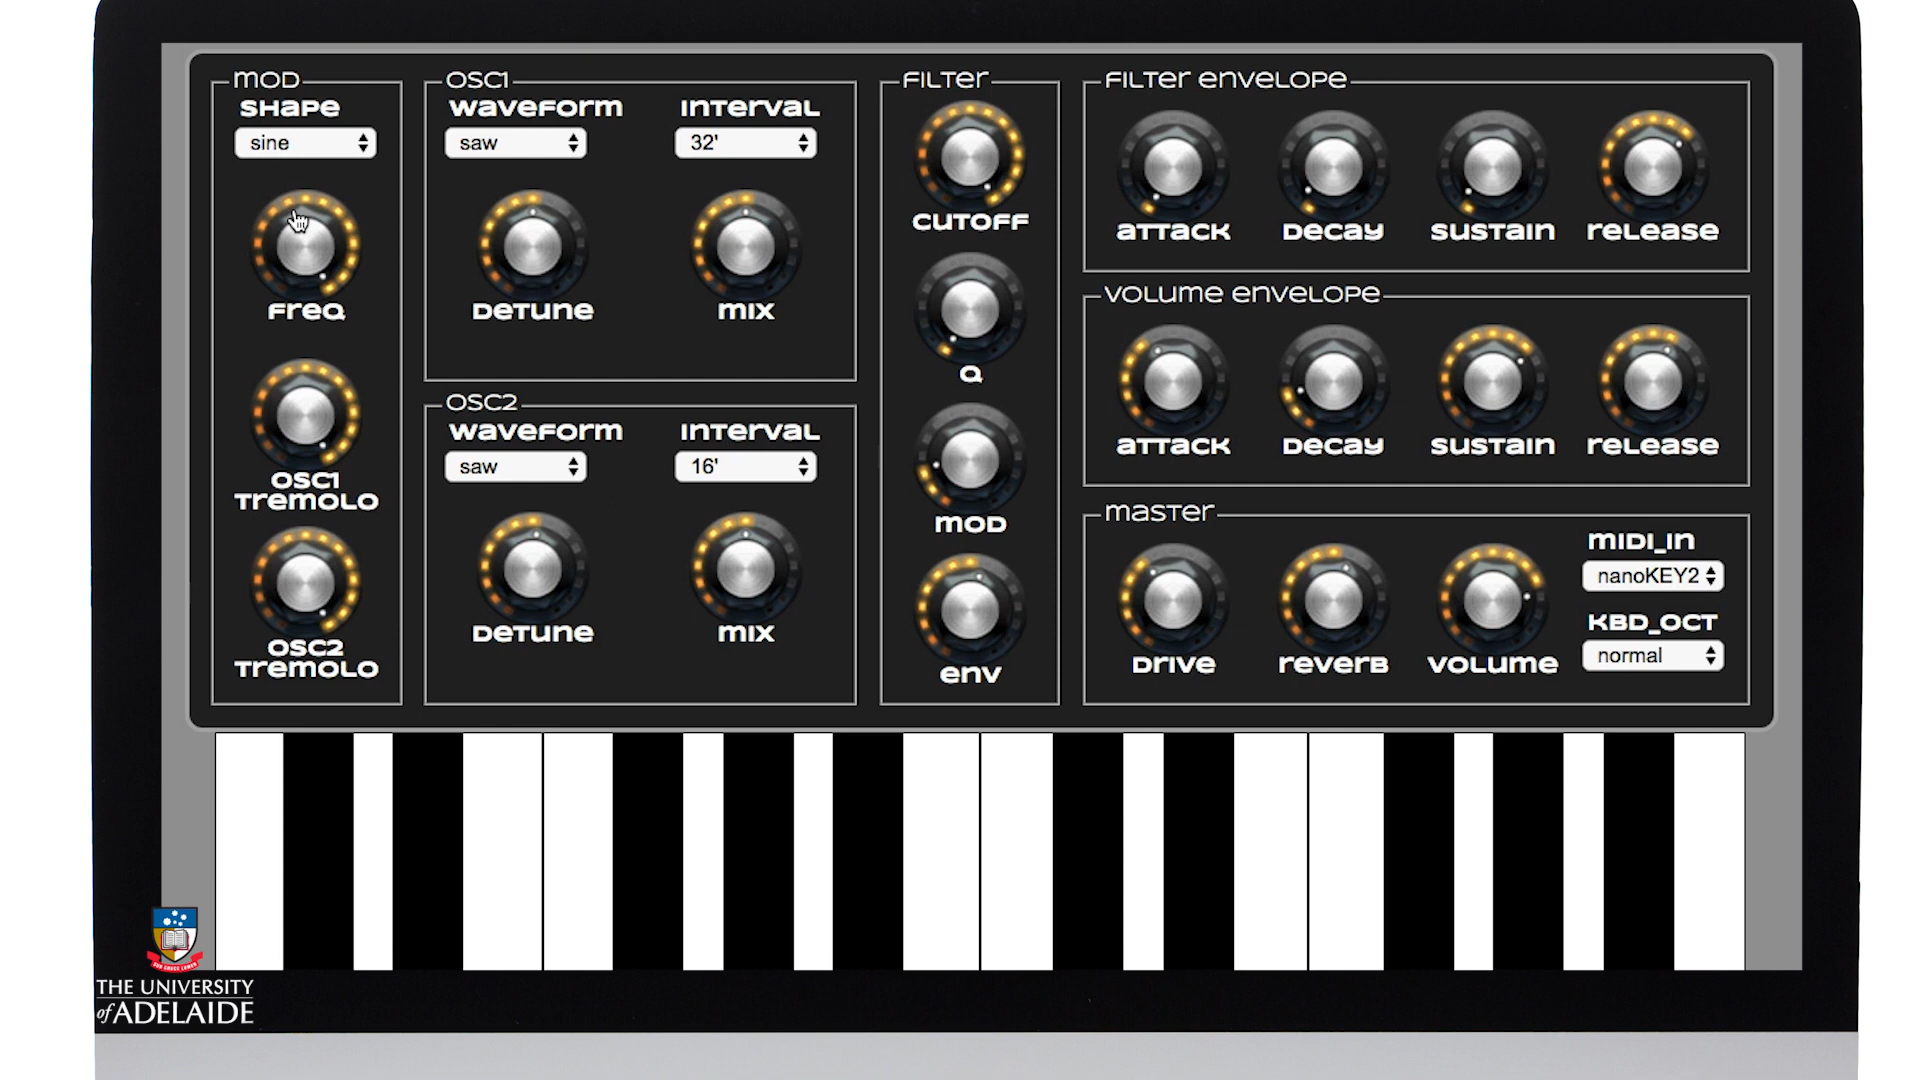 MOD
SHAPE
sine
FREQ
OSC1
TREMOLO
OSC2
TREMOLO
OSC1
WAVEFORM
INTERVAL
saw
32'
DETUNE
MIX
OSC2
WAVEFORM
INTERVAL
saw
16'
DETUNE
MIX
FILTER
CUTOFF
Q
MOD
ENV
FILTER ENVELOPE
ATTACK
DECAY
SUSTAIN
RELEASE
VOLUME ENVELOPE
ATTACK
DECAY
SUSTAIN
RELEASE
MASTER
DRIVE
REVERB
VOLUME
MIDI_IN
nanoKEY2
KBD_OCT
normal
THE UNIVERSITY
of ADELAIDE